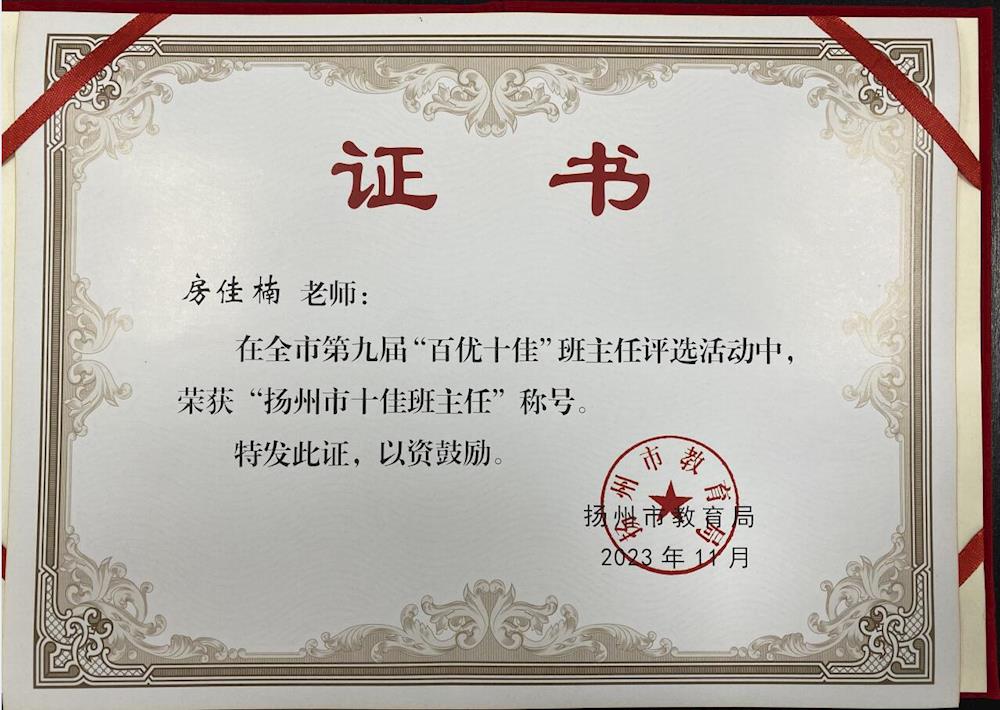 证书
房佳楠 老师：
在全市第九届“百优十佳”班主任评选活动中，
荣获“扬州市十佳班主任”称号。
特发此证，以资鼓励。
扬州市教育局
扬州市教育局
2023年11月